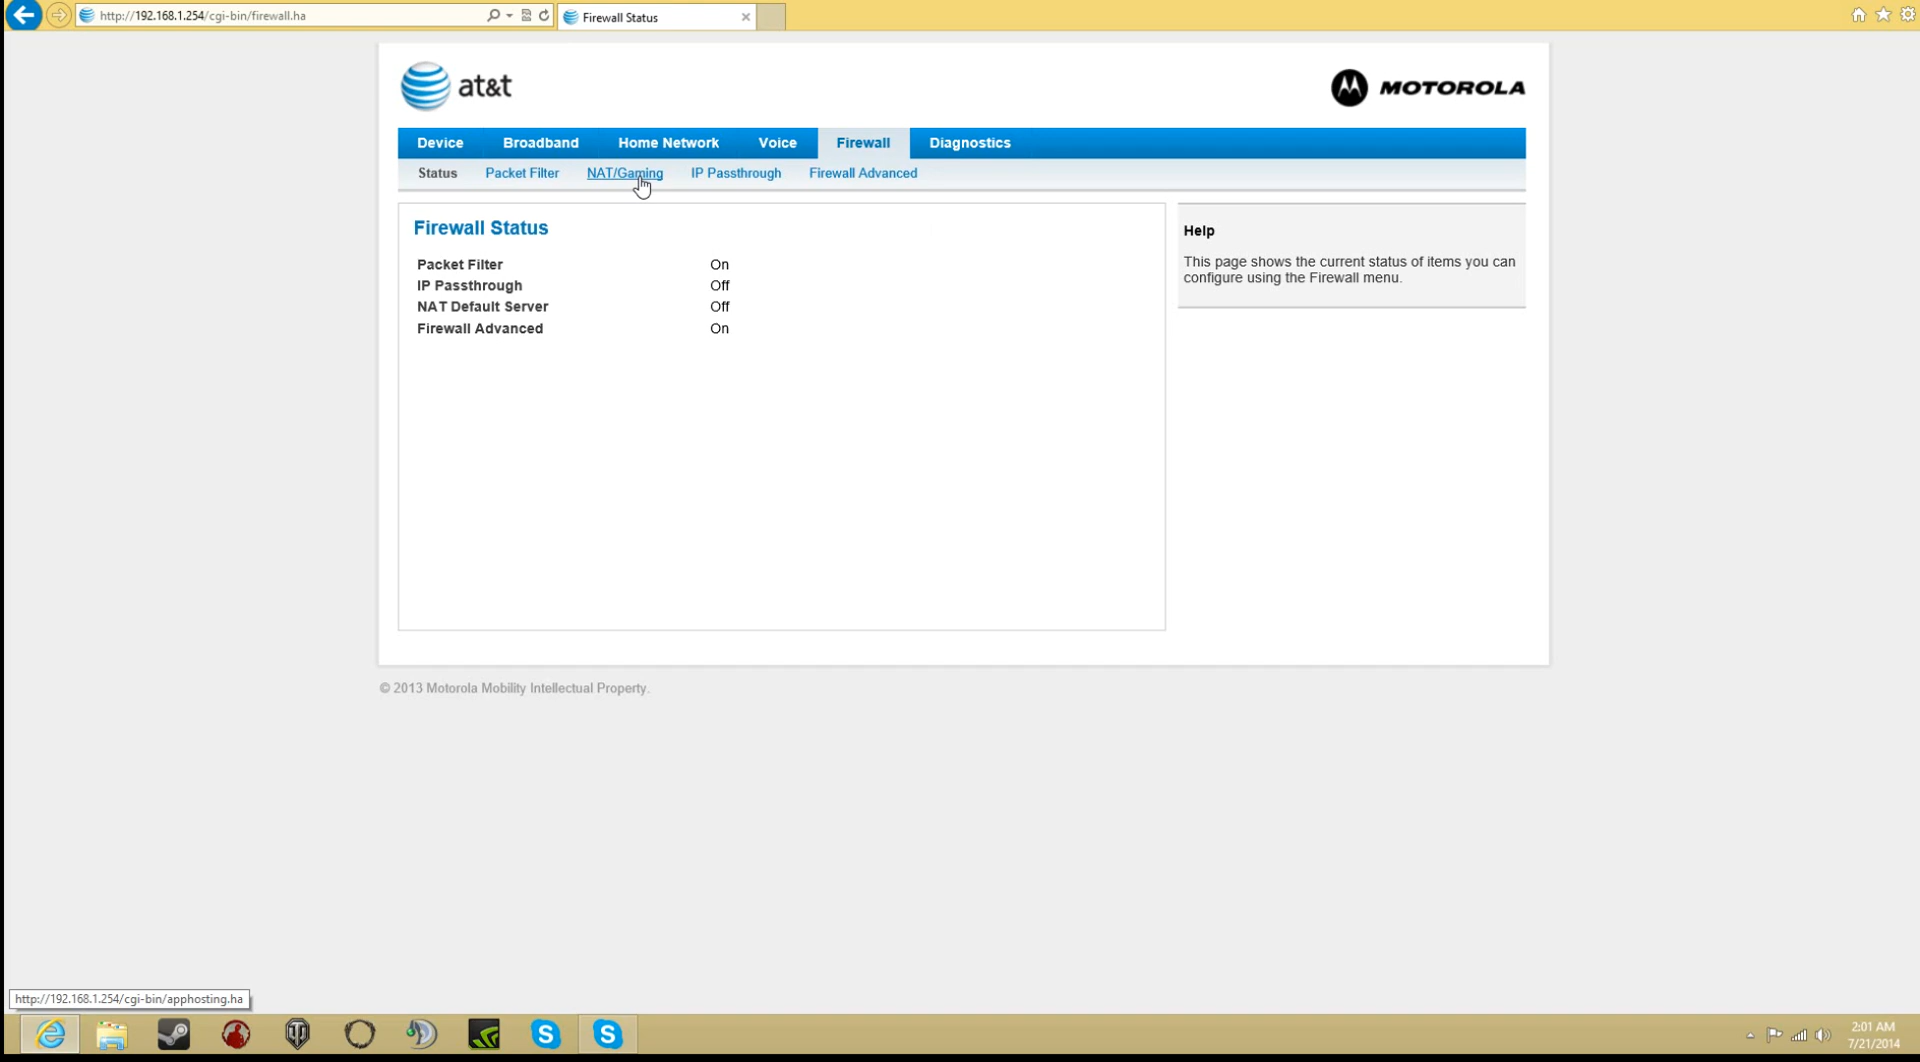 http://192.168.1.254/cgi-bin/firewall.ha
Firewall Status
at&t
MOTOROLA
Device Broadband Home Network Voice Firewall Diagnostics
Status Packet Filter NAT/Gaming IP Passthrough Firewall Advanced
Firewall Status
Packet Filter On
IP Passthrough Off
NAT Default Server Off
Firewall Advanced On
Help
This page shows the current status of items you can
configure using the Firewall menu.
© 2013 Motorola Mobility Intellectual Property.
http://192.168.1.254/cgi-bin/apphosting.ha
2:01 AM
7/21/2014